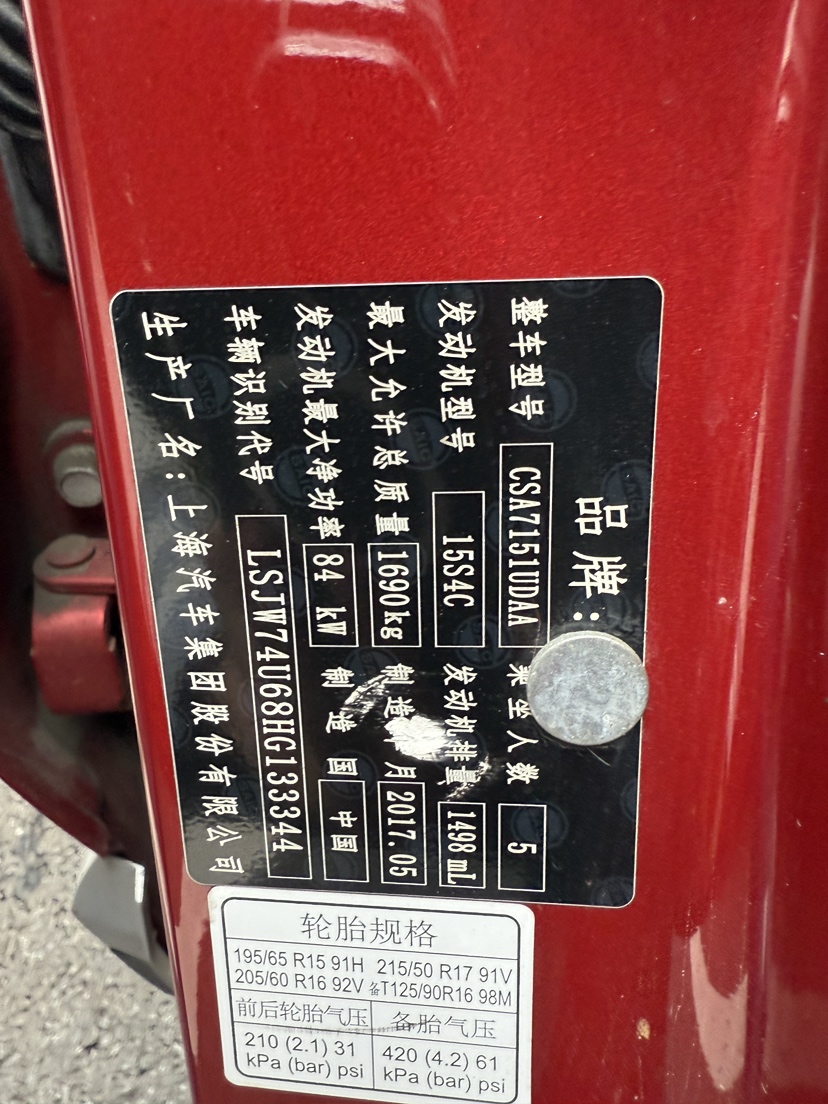 品牌:
整车型号 CSA7151UDAA 乘坐人数 5
发动机型号 15S4C 发动机排量 1498 mL
最大允许总质量 1690kg 制造年月 2017.05
发动机最大净功率 84 kW 制造国 中国
车辆识别代号 LSJW74U68HG133344
生产厂名:上海汽车集团股份有限公司
轮胎规格
195/65 R15 91H 215/50 R17 91V
205/60 R16 92V 备T125/90R16 98M
前后轮胎气压 备胎气压
210 (2.1) 31 420 (4.2) 61
kPa (bar) psi kPa (bar) psi